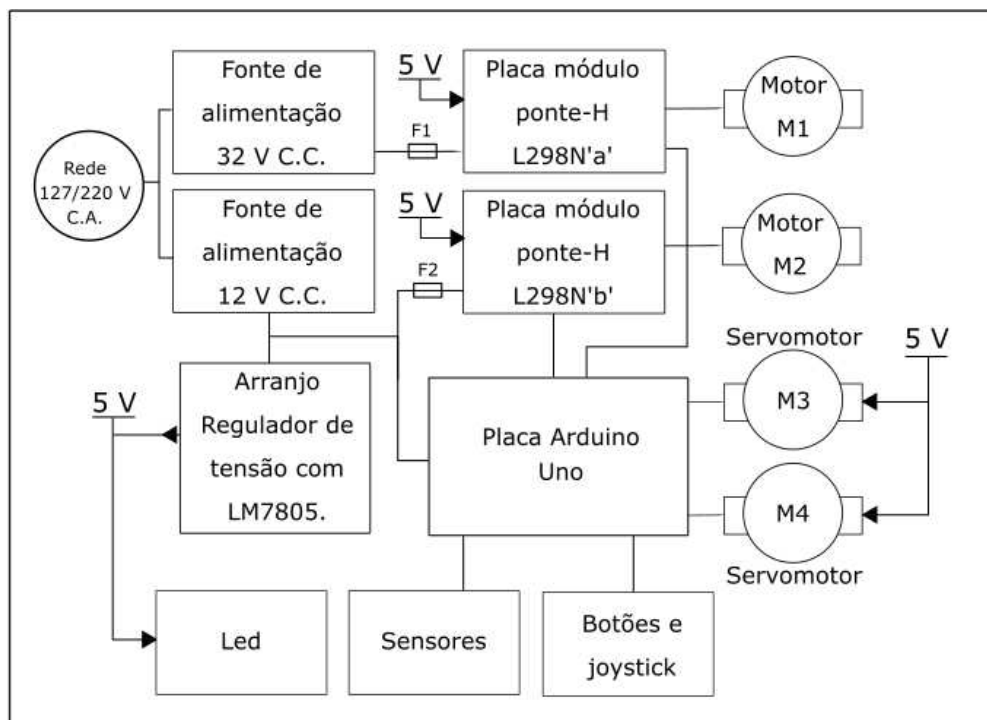 Rede
127/220 V
C.A.
Fonte de
alimentação
32 V C.C.
F1
5 V
Placa módulo
ponte-H
L298N'a'
Motor
M1
Fonte de
alimentação
12 V C.C.
F2
5 V
Placa módulo
ponte-H
L298N'b'
Motor
M2
Arranjo
Regulador de
tensão com
LM7805.
5 V
Placa Arduino
Uno
Servomotor
M3
5 V
M4
Servomotor
Led
Sensores
Botões e
joystick